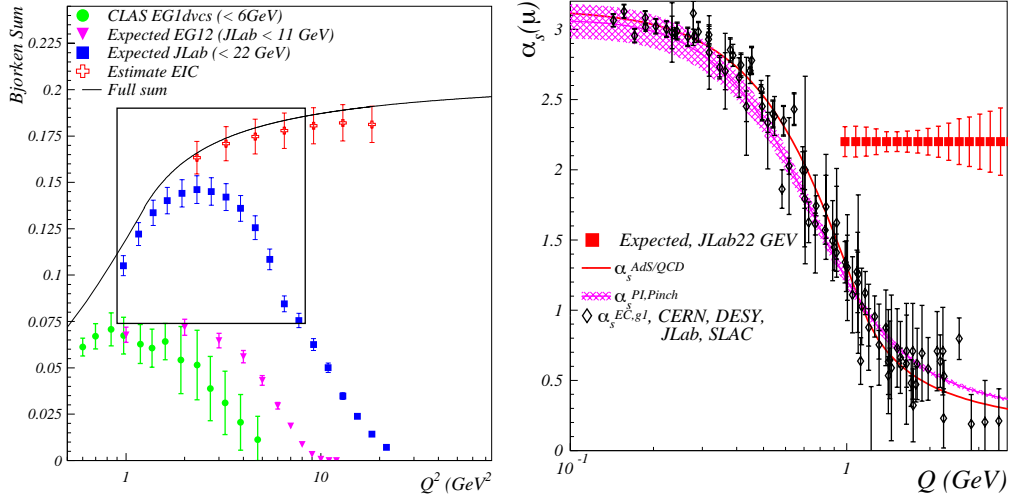 Bjorken Sum
0.225
0.2
0.175
0.15
0.125
0.1
0.075
0.05
0.025
0
CLAS EG1dvcs (< 6GeV)
Expected EG12 (JLab < 11 GeV)
Expected JLab (< 22 GeV)
Estimate EIC
Full sum
1
10
Q² (GeV²
αs(μ)
3
2.5
2
1.5
1
0.5
0
Expected, JLab22 GEV
αs^AdS/QCD
αs^PI,Pinch
αs^EC,g1, CERN, DESY,
JLab, SLAC
10⁻¹
1
Q (GeV)